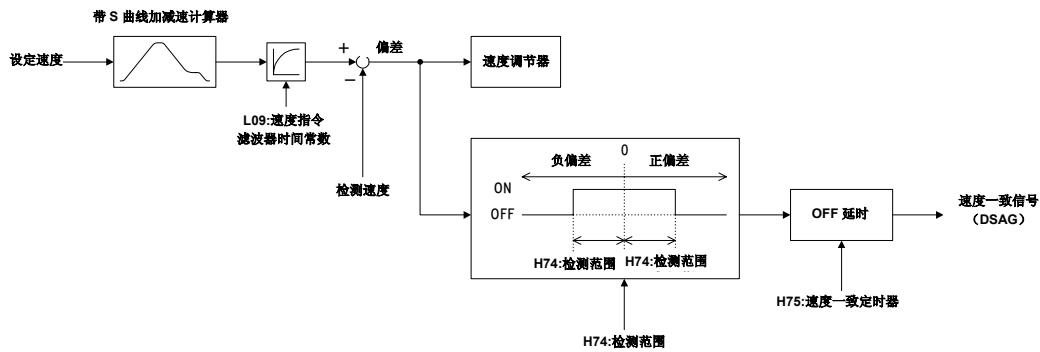 带 S 曲线加减速计算器
设定速度
+
偏差
−
速度调节器
L09:速度指令
滤波器时间常数
检测速度
0
负偏差
正偏差
ON
OFF
H74:检测范围
H74:检测范围
OFF 延时
速度一致信号
（DSAG）
H75:速度一致定时器
H74:检测范围